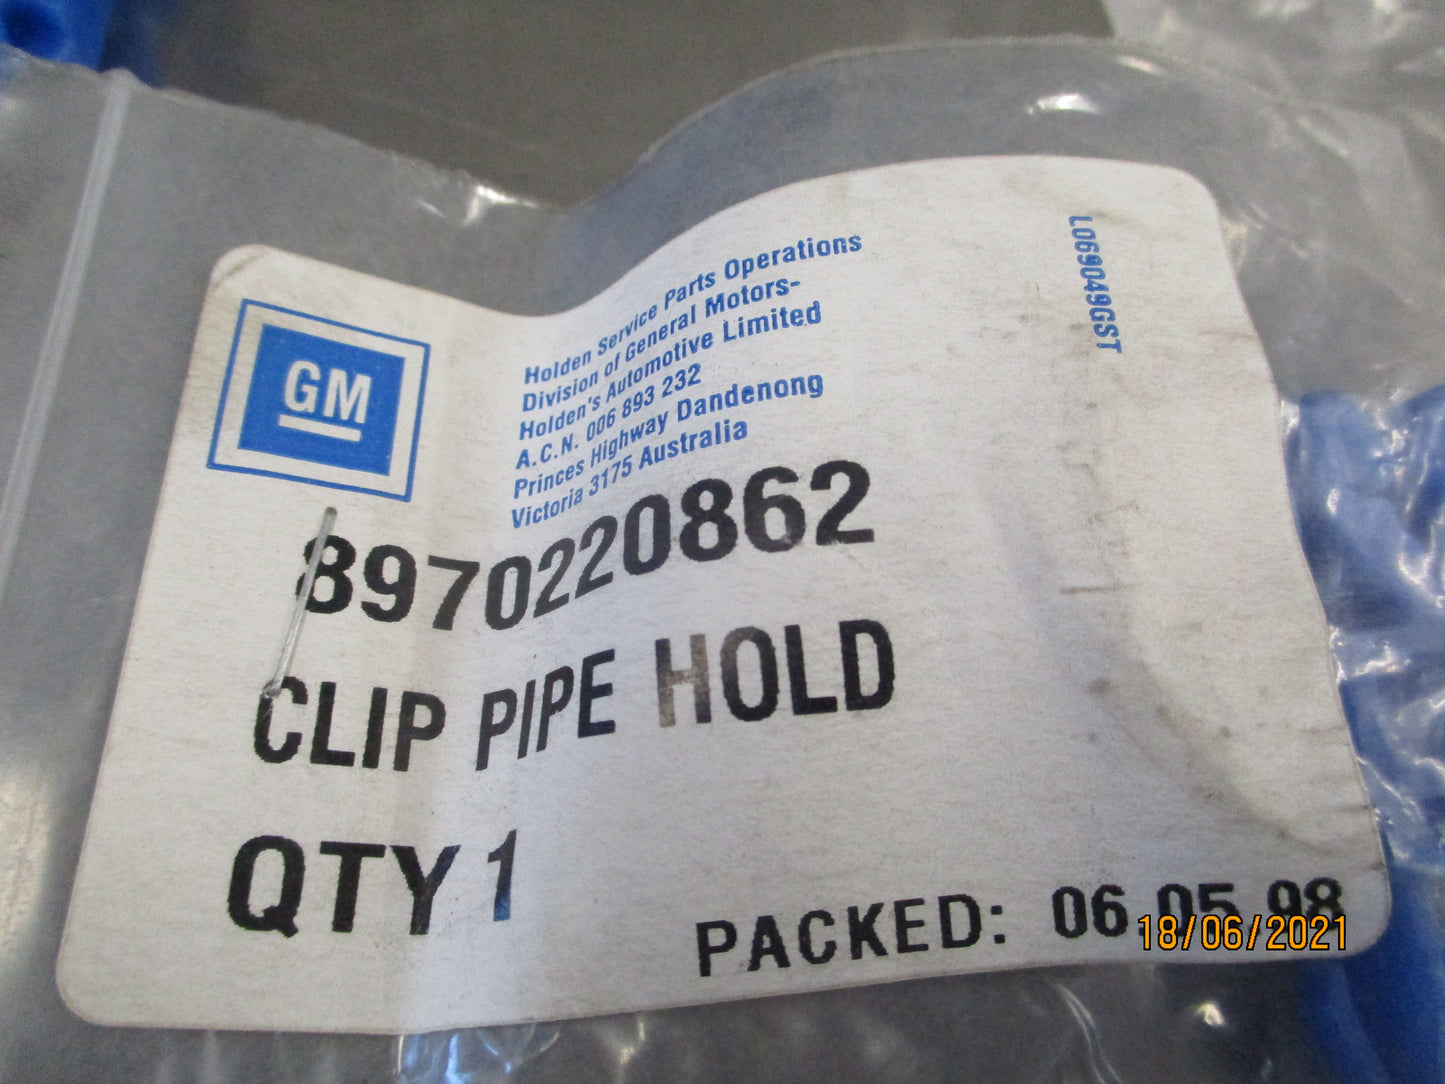 GM
Holden Service Parts Operations
Division of General Motors-
Holden's Automotive Limited
A.C.N. 006 893 232
Princes Highway Dandenong
Victoria 3175 Australia
L069049GST
8970220862
CLIP PIPE HOLD
QTY 1
PACKED: 06.05.98
18/06/2021